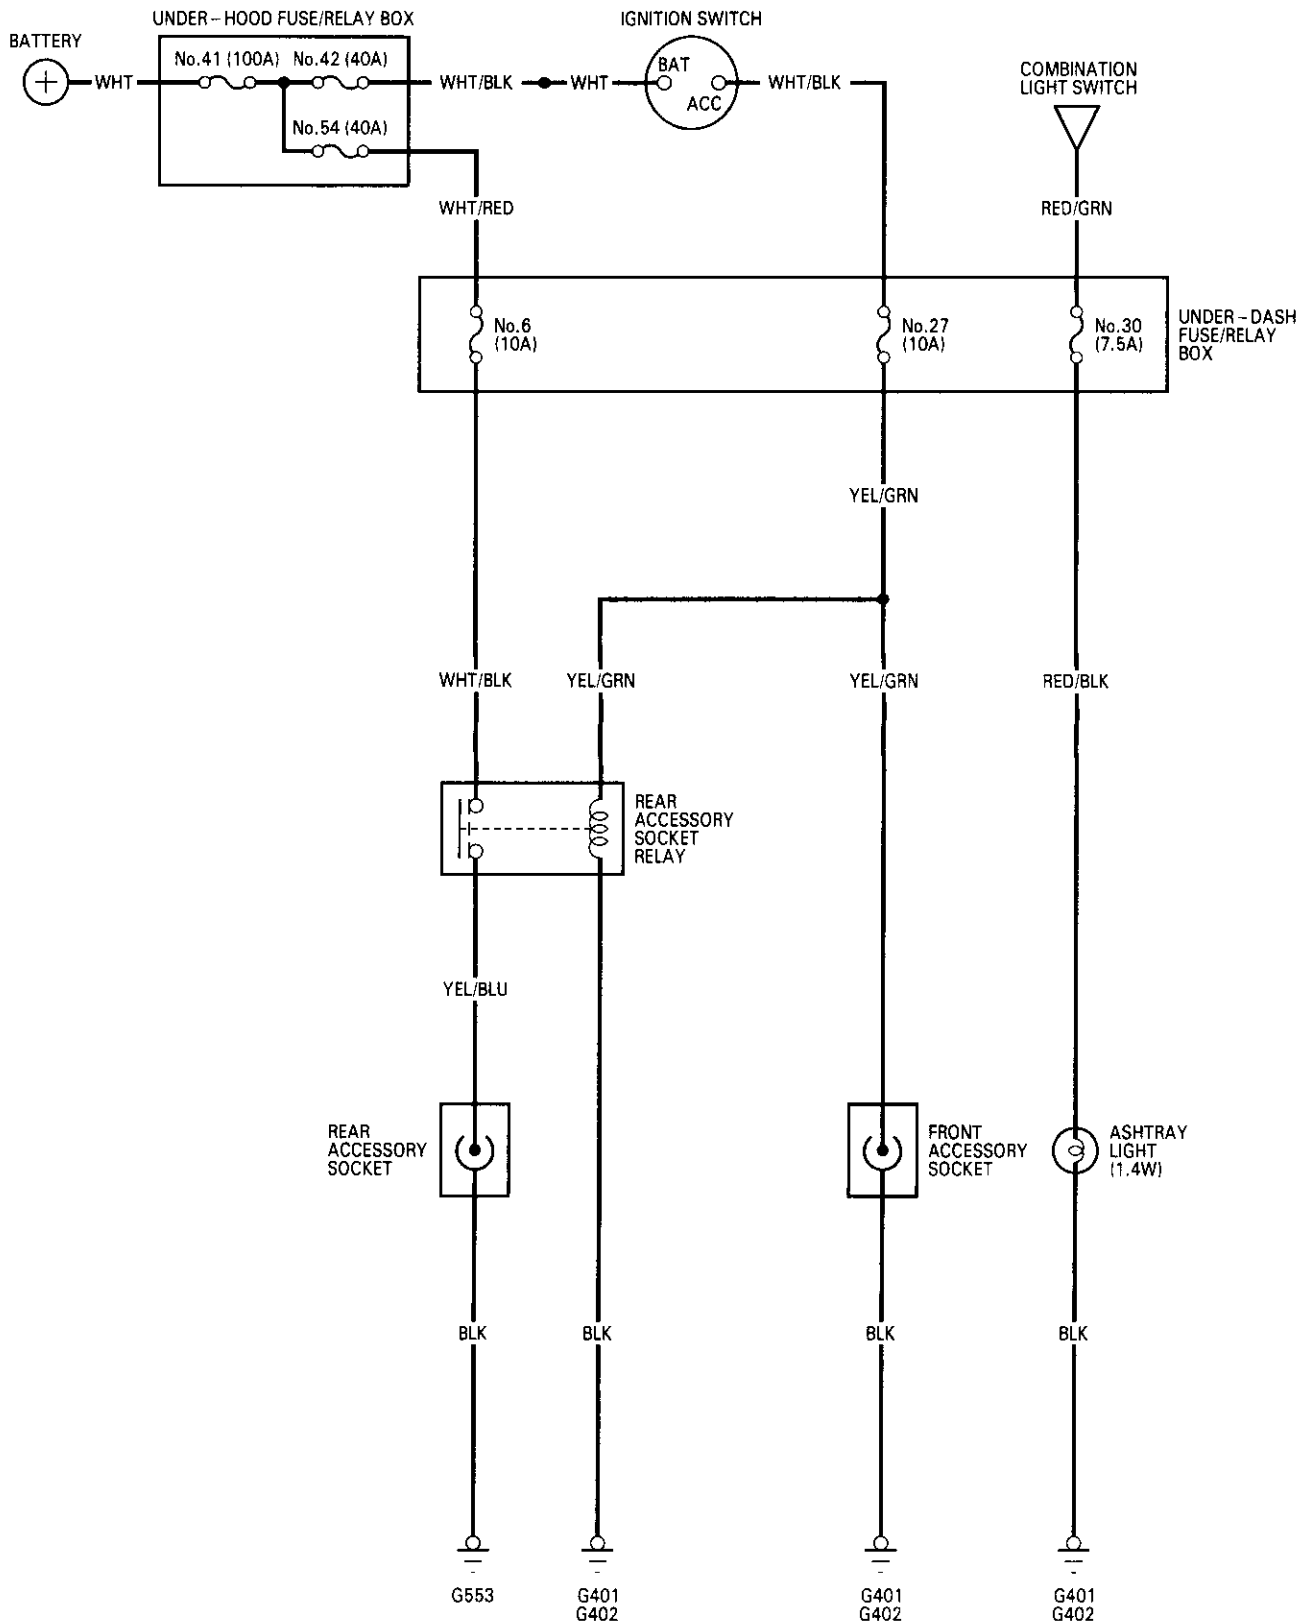 UNDER-HOOD FUSE/RELAY BOX
IGNITION SWITCH
BATTERY
No.41 (100A)
No.42 (40A)
BAT
COMBINATION
LIGHT SWITCH
+
WHT
WHT/BLK
WHT
ACC
WHT/BLK
No.54 (40A)
WHT/RED
RED/GRN
No.6
(10A)
No.27
(10A)
No.30
(7.5A)
UNDER-DASH
FUSE/RELAY
BOX
YEL/GRN
WHT/BLK
YEL/GRN
YEL/GRN
RED/BLK
REAR
ACCESSORY
SOCKET
RELAY
YEL/BLU
REAR
ACCESSORY
SOCKET
FRONT
ACCESSORY
SOCKET
ASHTRAY
LIGHT
(1.4W)
BLK
BLK
BLK
BLK
G553
G401
G402
G401
G402
G401
G402